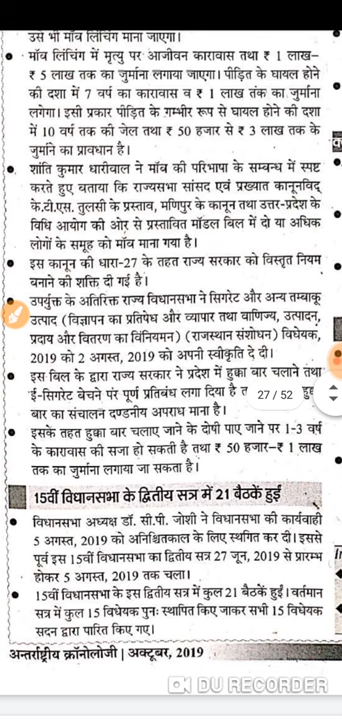 उसे भी मॉब लिंचिंग माना जाएगा।
● मॉब लिंचिंग में मृत्यु पर आजीवन कारावास तथा ₹ 1 लाख–
₹ 5 लाख तक का जुर्माना लगाया जाएगा। पीड़ित के घायल होने
की दशा में 7 वर्ष का कारावास व ₹ 1 लाख तक का जुर्माना
लगेगा। इसी प्रकार पीड़ित के गम्भीर रूप से घायल होने की दशा
में 10 वर्ष तक की जेल तथा ₹ 50 हजार से ₹ 3 लाख तक के
जुर्माने का प्रावधान है।
● शांति कुमार धारीवाल ने मॉब की परिभाषा के सम्बन्ध में स्पष्ट
करते हुए बताया कि राज्यसभा सांसद एवं प्रख्यात कानूनविद्
के.टी.एस. तुलसी के प्रस्ताव, मणिपुर के कानून तथा उत्तर-प्रदेश के
विधि आयोग की ओर से प्रस्तावित मॉडल बिल में दो या अधिक
लोगों के समूह को मॉब माना गया है।
● इस कानून की धारा-27 के तहत राज्य सरकार को विस्तृत नियम
बनाने की शक्ति दी गई है।
● उपर्युक्त के अतिरिक्त राज्य विधानसभा ने सिगरेट और अन्य तम्बाकू
उत्पाद (विज्ञापन का प्रतिषेध और व्यापार तथा वाणिज्य, उत्पादन,
प्रदाय और वितरण का विनियमन) (राजस्थान संशोधन) विधेयक,
2019 को 2 अगस्त, 2019 को अपनी स्वीकृति दे दी।
● इस बिल के द्वारा राज्य सरकार ने प्रदेश में हुक्का बार चलाने तथा
ई-सिगरेट बेचने पर पूर्ण प्रतिबंध लगा दिया है त 27 / 52 हु
बार का संचालन दण्डनीय अपराध माना है।
● इसके तहत हुक्का बार चलाए जाने के दोषी पाए जाने पर 1-3 वर्ष
के कारावास की सजा हो सकती है तथा ₹ 50 हजार–₹ 1 लाख
तक का जुर्माना लगाया जा सकता है।
15वीं विधानसभा के द्वितीय सत्र में 21 बैठकें हुईं
● विधानसभा अध्यक्ष डॉ. सी.पी. जोशी ने विधानसभा की कार्यवाही
5 अगस्त, 2019 को अनिश्चितकाल के लिए स्थगित कर दी। इससे
पूर्व इस 15वीं विधानसभा का द्वितीय सत्र 27 जून, 2019 से प्रारम्भ
होकर 5 अगस्त, 2019 तक चला।
● 15वीं विधानसभा के इस द्वितीय सत्र में कुल 21 बैठकें हुईं। वर्तमान
सत्र में कुल 15 विधेयक पुनः स्थापित किए जाकर सभी 15 विधेयक
सदन द्वारा पारित किए गए।
अन्तर्राष्ट्रीय क्रॉनोलोजी | अक्टूबर, 2019
DU RECORDER